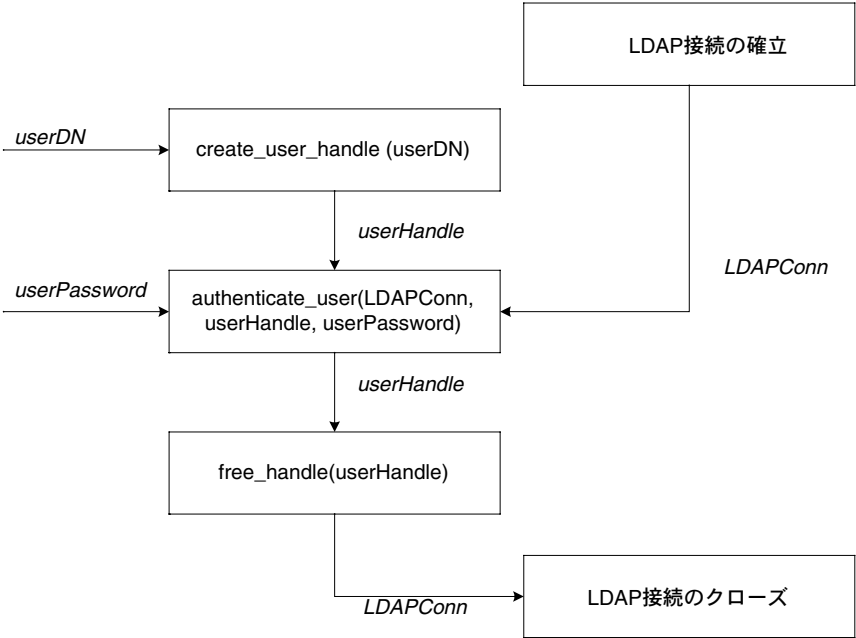 LDAP接続の確立
userDN
create_user_handle (userDN)
userHandle
LDAPConn
userPassword
authenticate_user(LDAPConn,
userHandle, userPassword)
userHandle
free_handle(userHandle)
LDAPConn
LDAP接続のクローズ